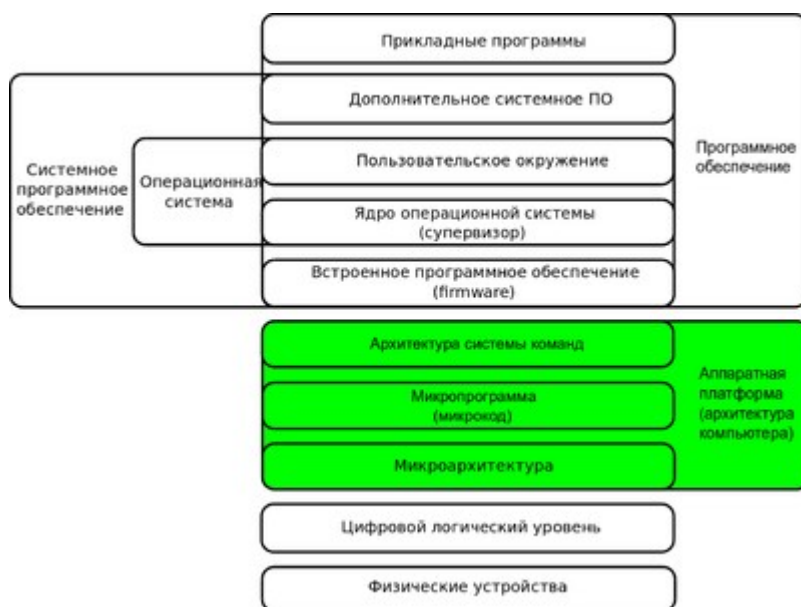 Прикладные программы
Дополнительное системное ПО
Пользовательское окружение
Ядро операционной системы
(супервизор)
Встроенное программное обеспечение
(firmware)
Системное
программное
обеспечение
Операционная
система
Программное
обеспечение
Архитектура системы команд
Микропрограмма
(микрокод)
Микроархитектура
Аппаратная
платформа
(архитектура
компьютера)
Цифровой логический уровень
Физические устройства